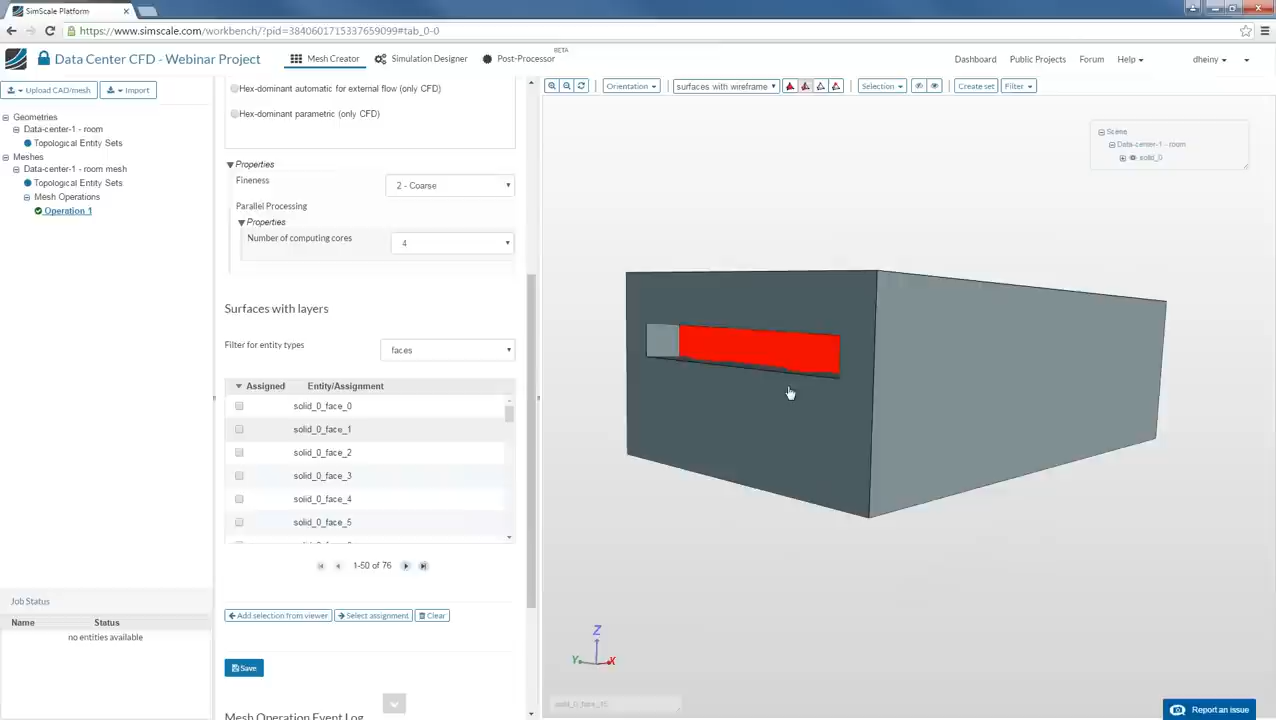 SimScale Platform
https://www.simscale.com/workbench/?pid=3840601715337659099#tab_0-0
Data Center CFD - Webinar Project
Mesh Creator
Simulation Designer
Post-Processor
BETA
Dashboard
Public Projects
Forum
Help
dheiny
Upload CAD/mesh
Import
Geometries
Data-center-1 - room
Topological Entity Sets
Meshes
Data-center-1 - room mesh
Topological Entity Sets
Mesh Operations
Operation 1
Job Status
Name Status
no entities available
Hex-dominant automatic for external flow (only CFD)
Hex-dominant parametric (only CFD)
Properties
Fineness
2 - Coarse
Parallel Processing
Properties
Number of computing cores
4
Surfaces with layers
Filter for entity types
faces
Assigned Entity/Assignment
solid_0_face_0
solid_0_face_1
solid_0_face_2
solid_0_face_3
solid_0_face_4
solid_0_face_5
1-50 of 76
Add selection from viewer
Select assignment
Clear
Save
Mesh Operation Event Log
Orientation
surfaces with wireframe
Selection
Create set
Filter
Scene
Data-center-1 - room
solid_0
Z
Y
X
solid_0_face_15
Report an issue